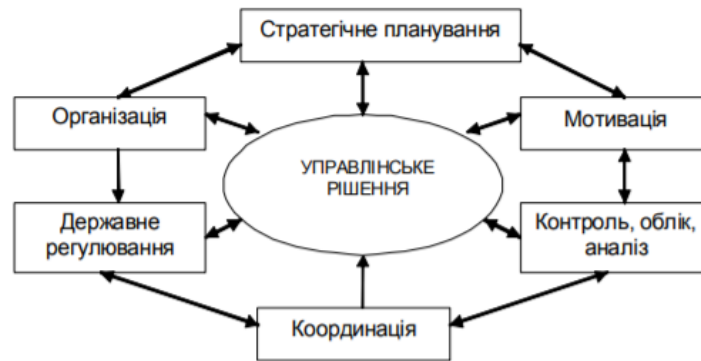 Стратегічне планування
Організація
Мотивація
УПРАВЛІНСЬКЕ
РІШЕННЯ
Державне
регулювання
Контроль, облік,
аналіз
Координація